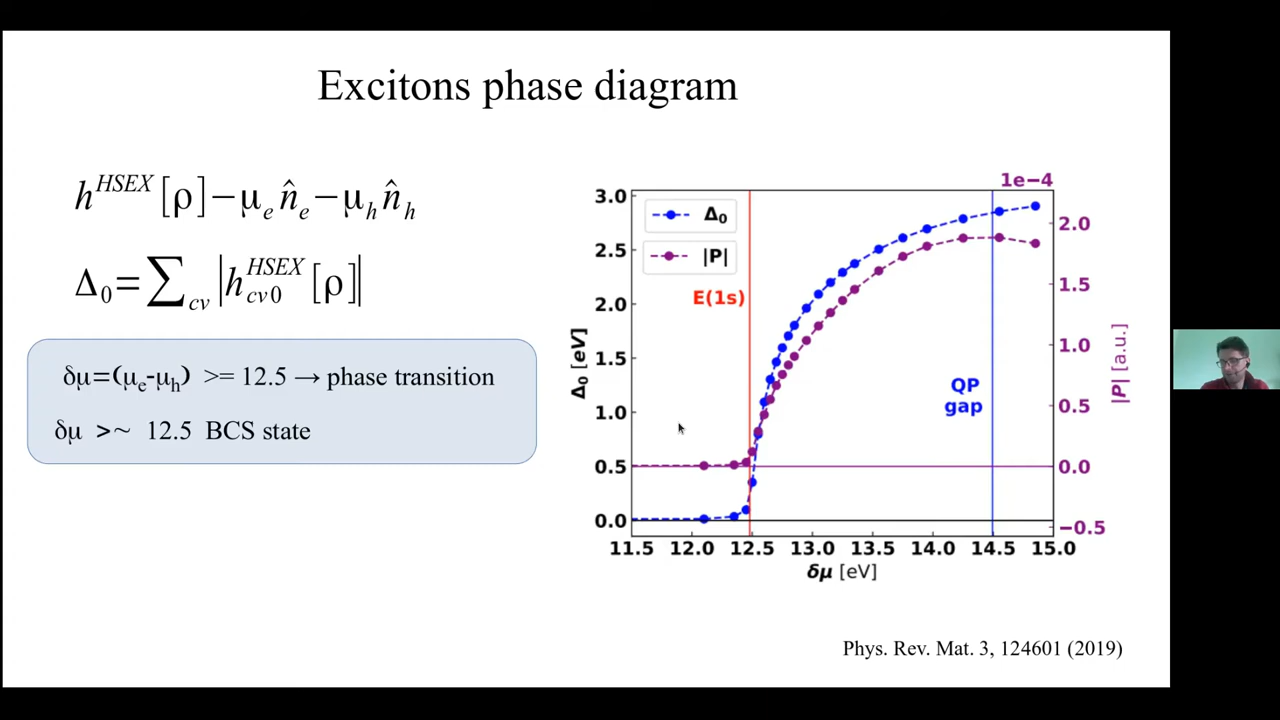 Excitons phase diagram
h^{HSEX}[ρ]−μ_e n̂_e−μ_h n̂_h
Δ_0=∑_{cv}|h^{HSEX}_{cv0}[ρ]|
δμ=(μ_e-μ_h) >= 12.5 → phase transition
δμ >~ 12.5 BCS state
1e−4
3.0
2.5
2.0
1.5
1.0
0.5
0.0
Δ_0 [eV]
Δ_0
|P|
E(1s)
QP
gap
2.0
1.5
1.0
0.5
0.0
−0.5
|P| [a.u.]
11.5 12.0 12.5 13.0 13.5 14.0 14.5 15.0
δμ [eV]
Phys. Rev. Mat. 3, 124601 (2019)